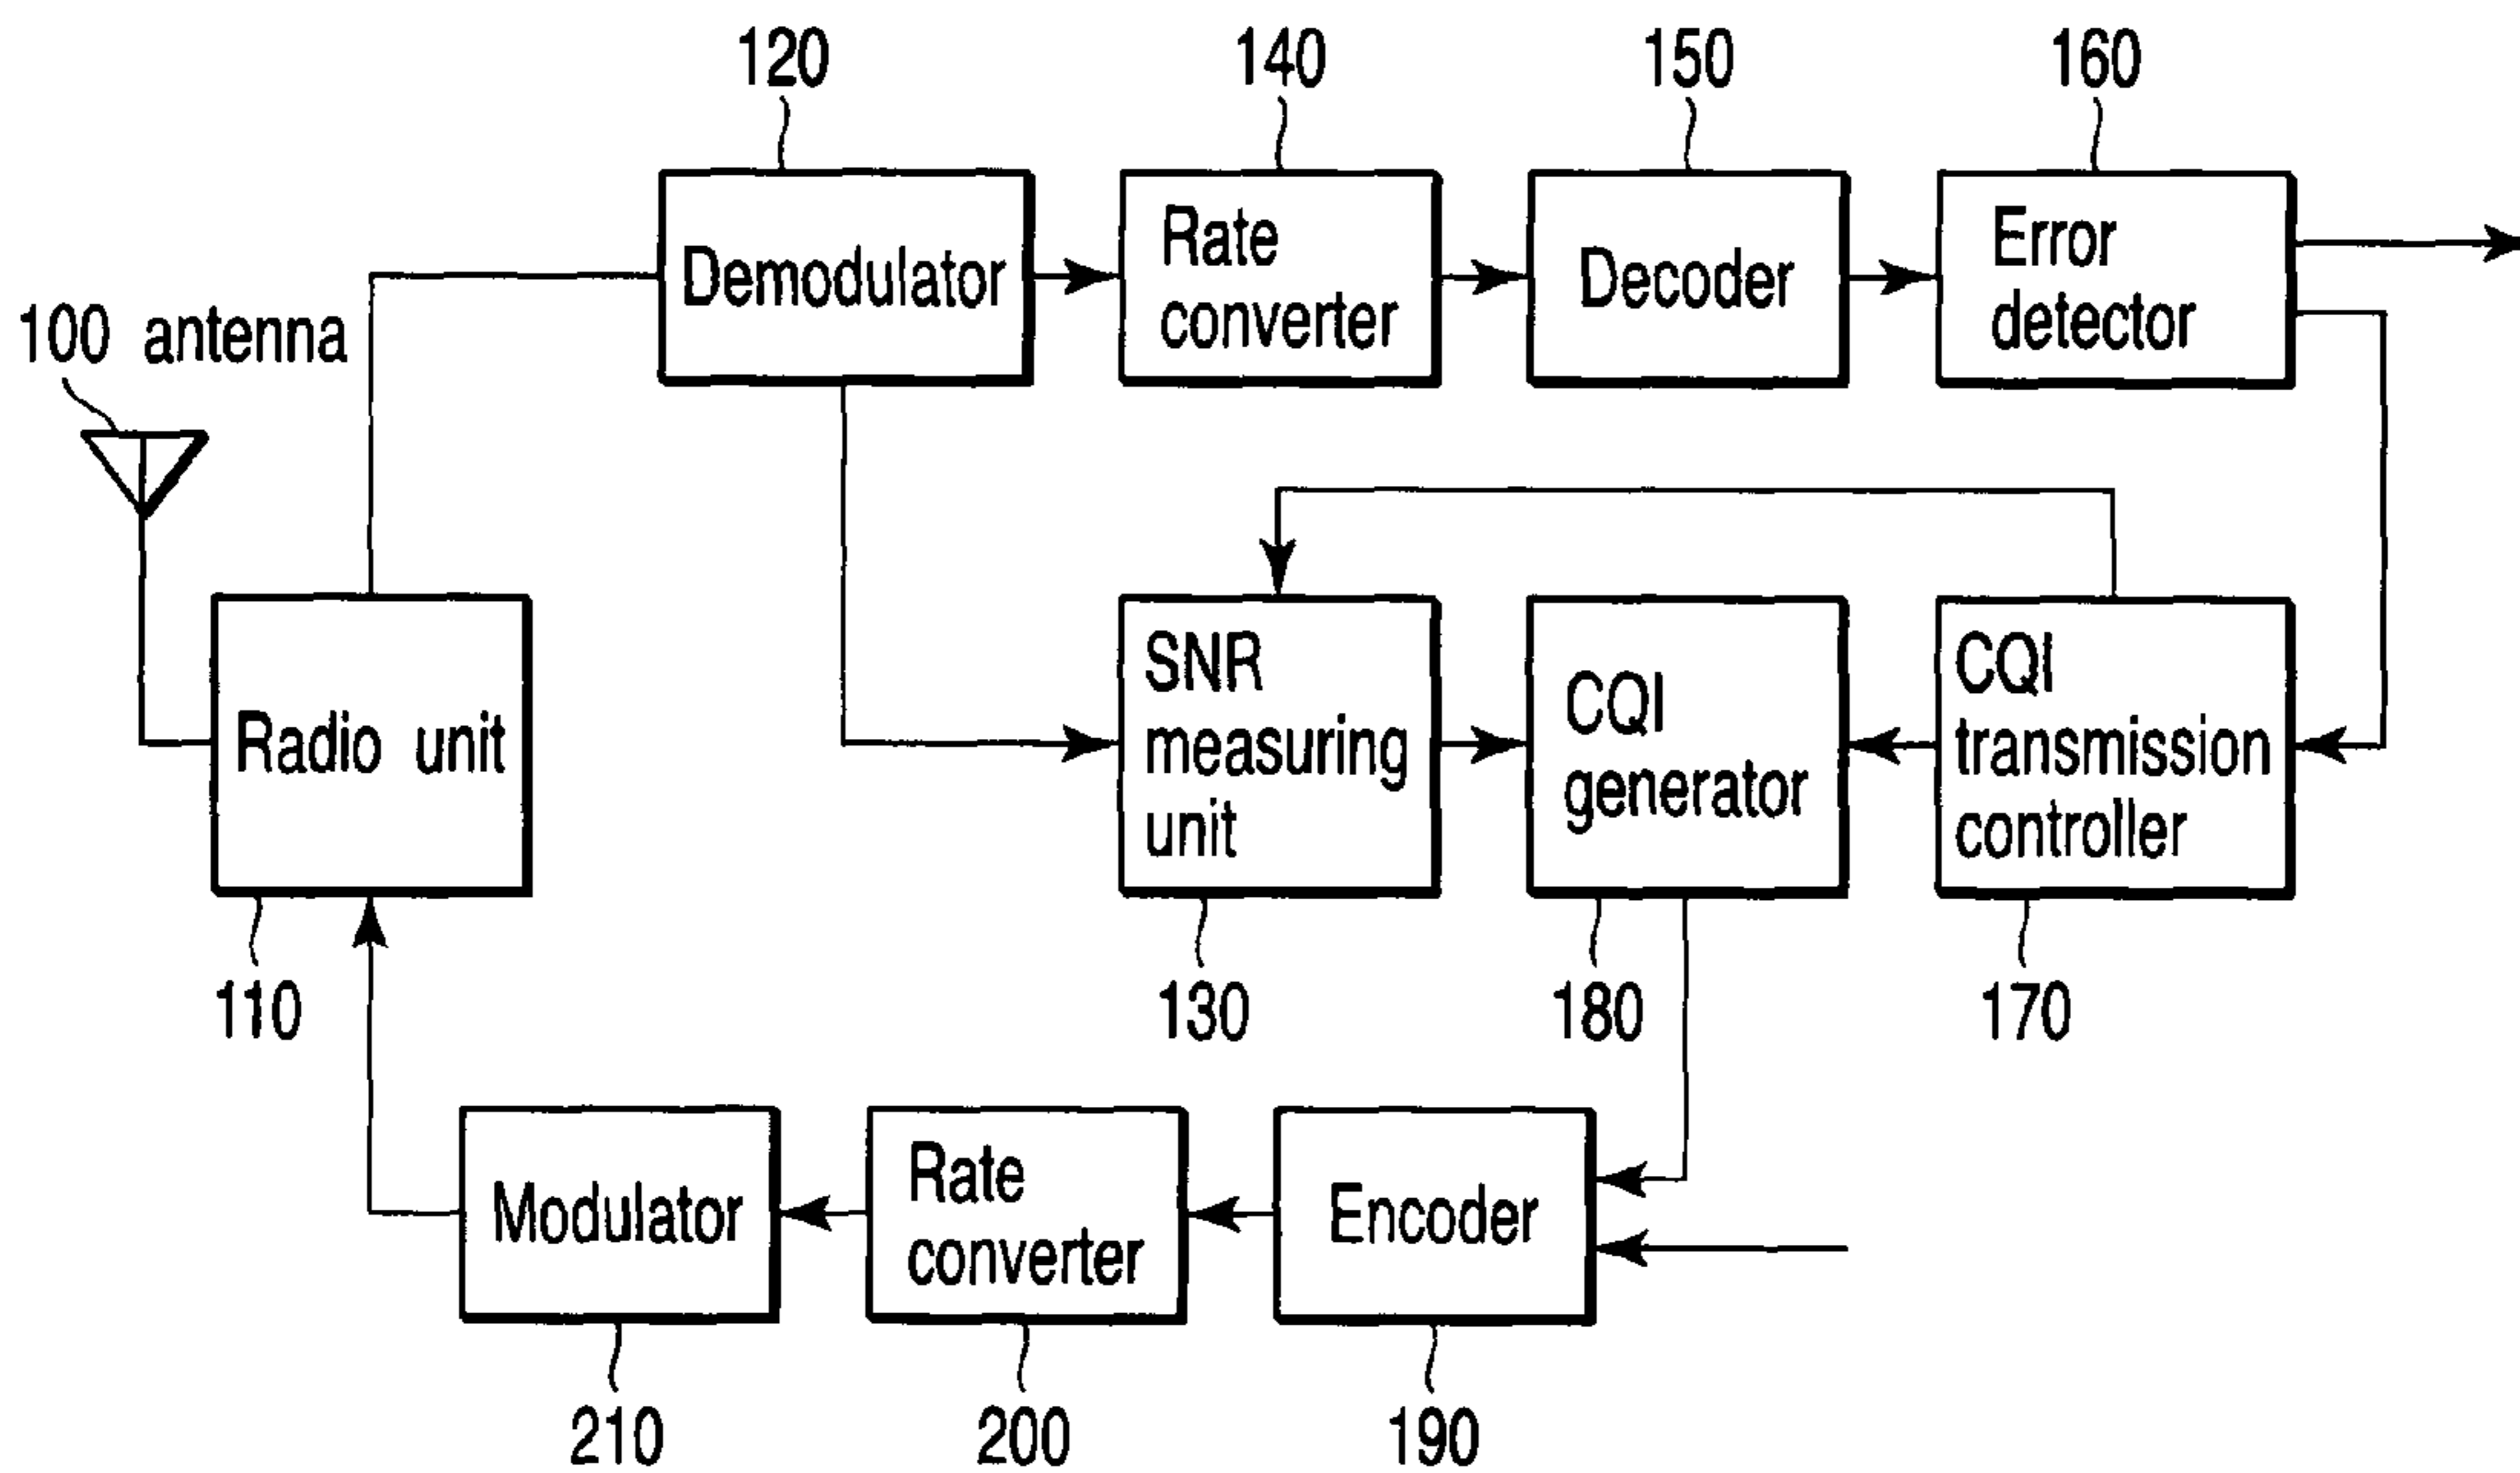 120
140
150
160
Demodulator
Rate
converter
Decoder
Error
detector
100 antenna
Radio unit
SNR
measuring
unit
CQI
generator
CQI
transmission
controller
110
130
180
170
Modulator
Rate
converter
Encoder
210
200
190